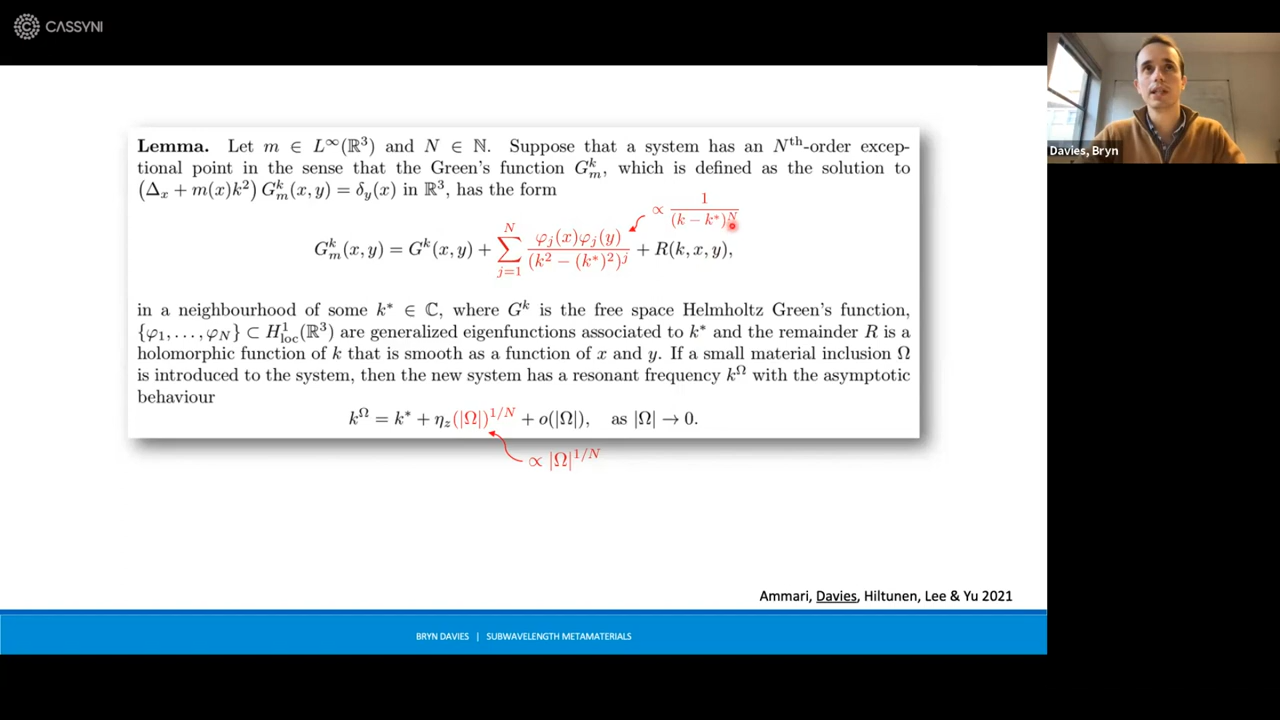 CASSYNI
Davies, Bryn
Lemma. Let m ∈ L^∞(ℝ³) and N ∈ ℕ. Suppose that a system has an Nᵗʰ-order excep-
tional point in the sense that the Green's function G_m^k, which is defined as the solution to
(Δ_x + m(x)k²) G_m^k(x, y) = δ_y(x) in ℝ³, has the form
∝ 1/(k − k*)^N
G_m^k(x, y) = G^k(x, y) + ∑_{j=1}^{N} φ_j(x)φ_j(y)/(k² − (k*)²)^j + R(k, x, y),
in a neighbourhood of some k* ∈ ℂ, where G^k is the free space Helmholtz Green's function,
{φ_1, . . . , φ_N} ⊂ H¹_loc(ℝ³) are generalized eigenfunctions associated to k* and the remainder R is a
holomorphic function of k that is smooth as a function of x and y. If a small material inclusion Ω
is introduced to the system, then the new system has a resonant frequency k^Ω with the asymptotic
behaviour
k^Ω = k* + η_z(|Ω|)^{1/N} + o(|Ω|), as |Ω| → 0.
∝ |Ω|^{1/N}
Ammari, Davies, Hiltunen, Lee & Yu 2021
BRYN DAVIES | SUBWAVELENGTH METAMATERIALS